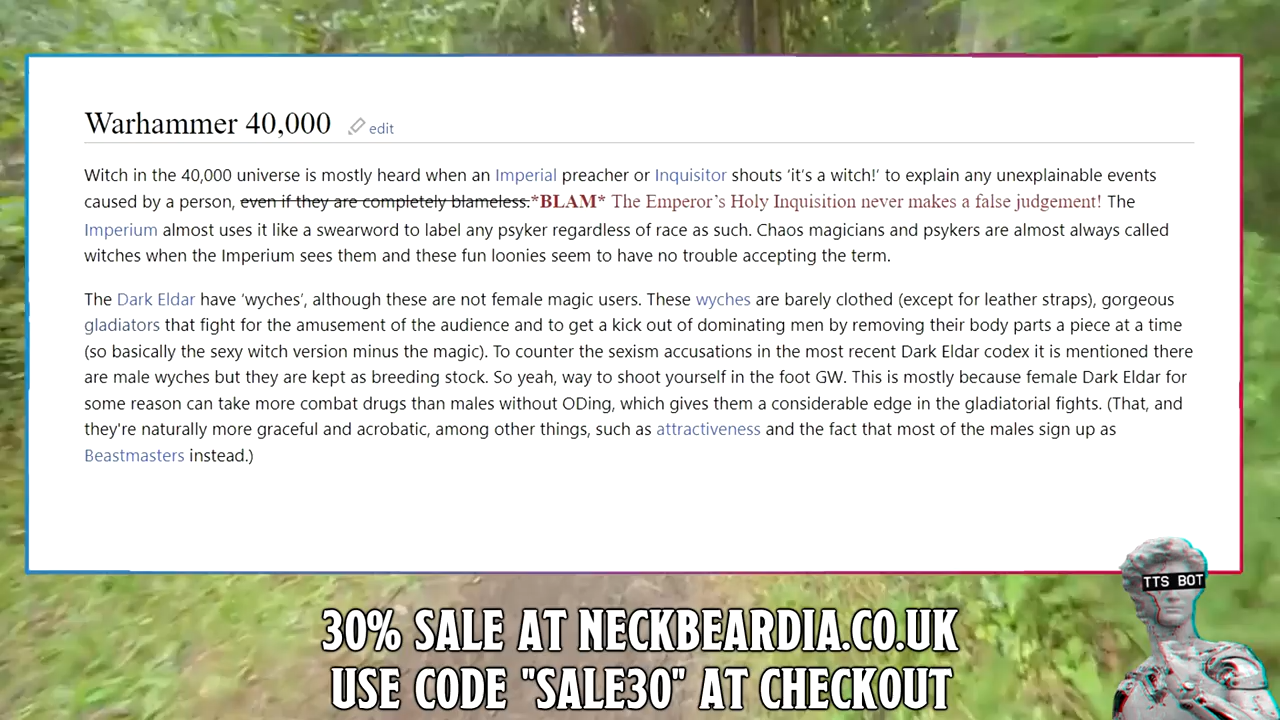 Warhammer 40,000 edit
Witch in the 40,000 universe is mostly heard when an Imperial preacher or Inquisitor shouts ‘it’s a witch!’ to explain any unexplainable events
caused by a person, even if they are completely blameless.*BLAM* The Emperor’s Holy Inquisition never makes a false judgement! The
Imperium almost uses it like a swearword to label any psyker regardless of race as such. Chaos magicians and psykers are almost always called
witches when the Imperium sees them and these fun loonies seem to have no trouble accepting the term.
The Dark Eldar have ‘wyches’, although these are not female magic users. These wyches are barely clothed (except for leather straps), gorgeous
gladiators that fight for the amusement of the audience and to get a kick out of dominating men by removing their body parts a piece at a time
(so basically the sexy witch version minus the magic). To counter the sexism accusations in the most recent Dark Eldar codex it is mentioned there
are male wyches but they are kept as breeding stock. So yeah, way to shoot yourself in the foot GW. This is mostly because female Dark Eldar for
some reason can take more combat drugs than males without ODing, which gives them a considerable edge in the gladiatorial fights. (That, and
they're naturally more graceful and acrobatic, among other things, such as attractiveness and the fact that most of the males sign up as
Beastmasters instead.)
TTS BOT
30% SALE AT NECKBEARDIA.CO.UK
USE CODE "SALE30" AT CHECKOUT